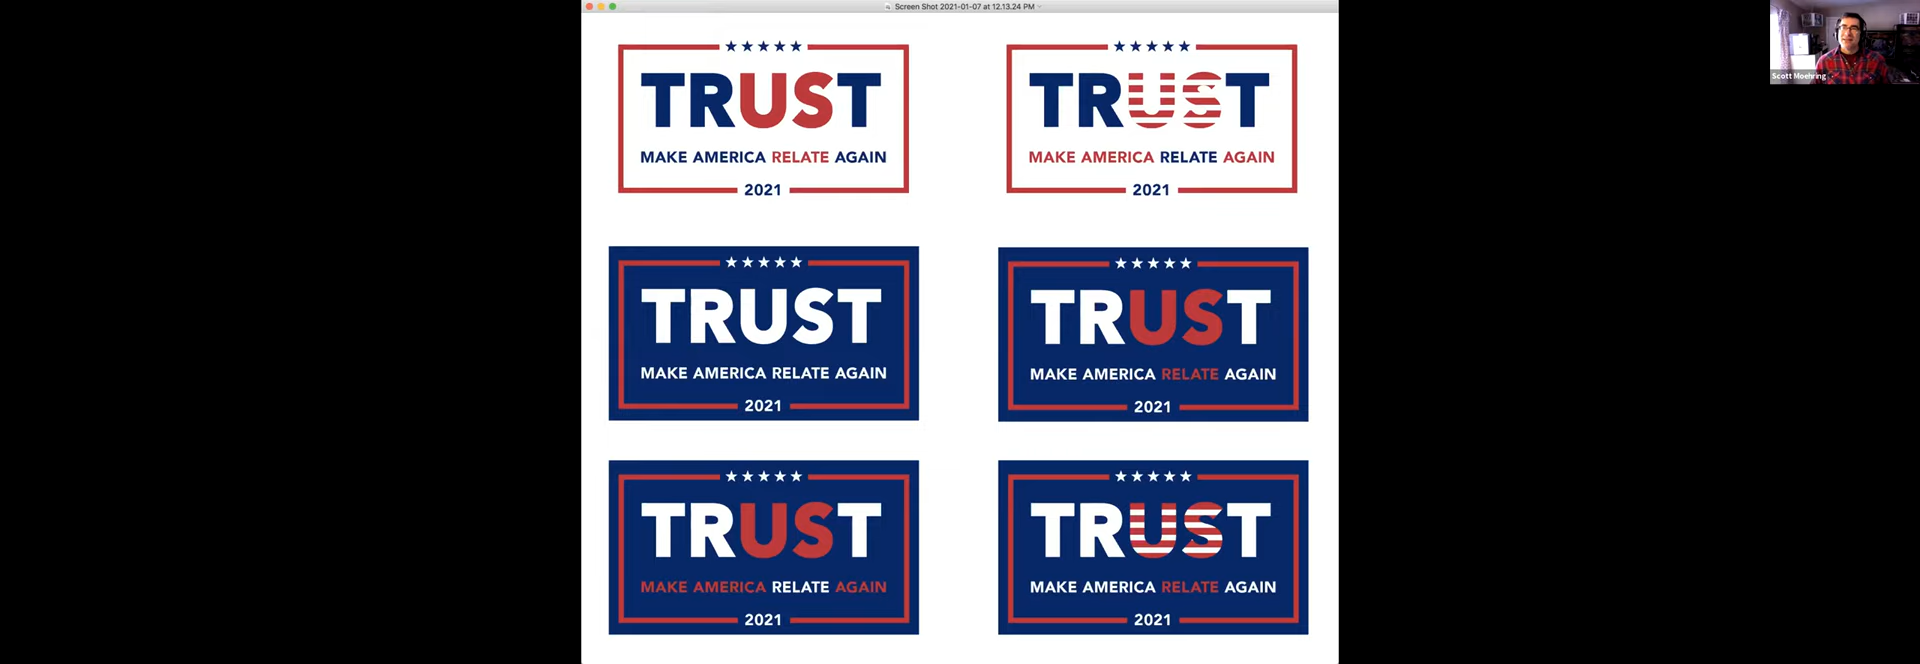 Screen Shot 2021-01-07 at 12.13.24 PM
Scott Moehring
TRUST
MAKE AMERICA RELATE AGAIN
2021
TRUST
MAKE AMERICA RELATE AGAIN
2021
TRUST
MAKE AMERICA RELATE AGAIN
2021
TRUST
MAKE AMERICA RELATE AGAIN
2021
TRUST
MAKE AMERICA RELATE AGAIN
2021
TRUST
MAKE AMERICA RELATE AGAIN
2021